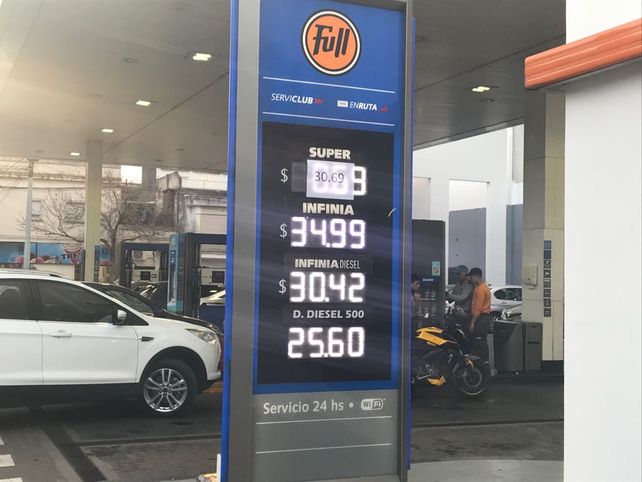 Full
SERVICLUB
YPF ENRUTA
SUPER
$ 30.69
INFINIA
$ 34.99
INFINIA DIESEL
$ 30.42
D. DIESEL 500
25.60
Servicio 24 hs • WiFi